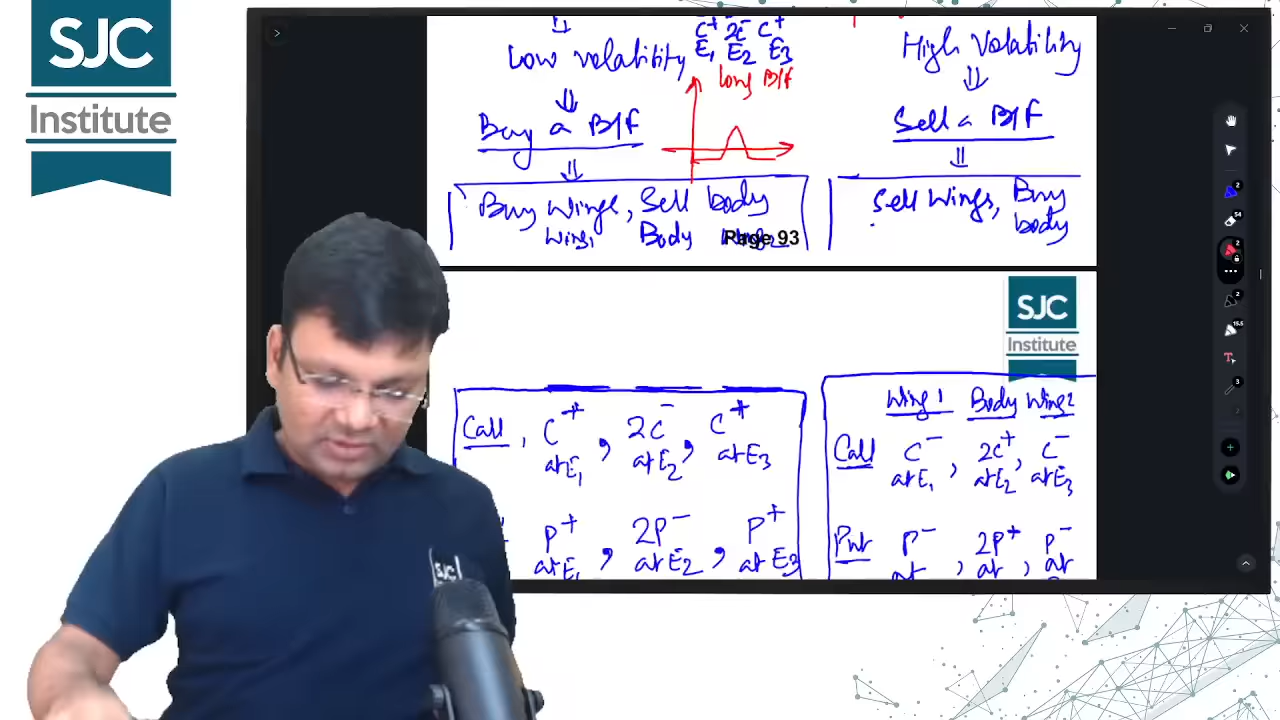 SJC
Institute
Low volatility
C+ 2C- C+
E1 E2 E3
Long B/f
High Volatility
⇓
⇓
Buy a B/f
Sell a B/f
⇓
⇓
Buy Wings, Sell body
Wing1 Body
Page 93
Sell Wings, Buy
body
SJC
Institute
Call, C+ at E1, 2C- at E2, C+ at E3
P+ at E1, 2P- at E2, P+ at E3
Wing1 Body Wing2
Call C- at E1, 2C+ at E2, C- at E3
Put P- at, 2P+ at, P- at
SJC